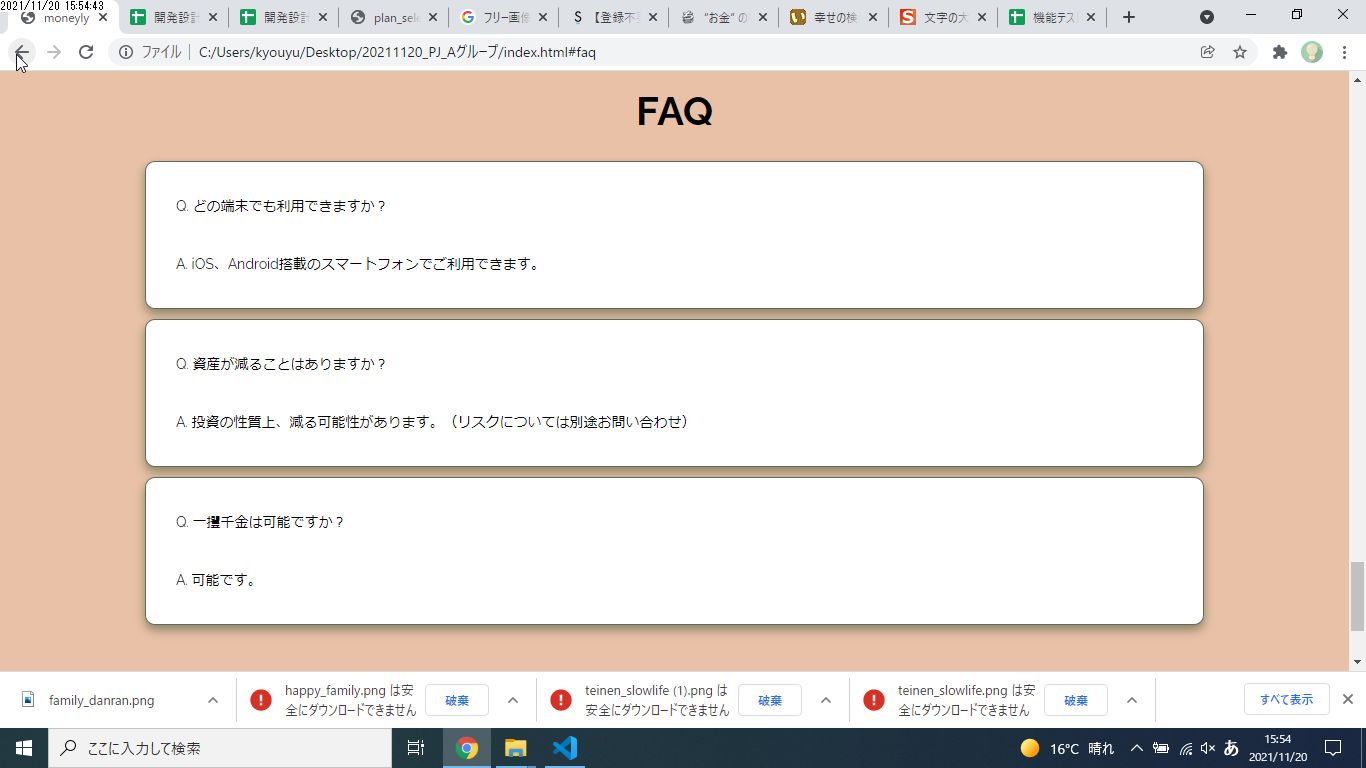 2021/11/20 15:54:43
moneyly
開発設計
開発設計
plan_sele
フリー画像
【登録不要
“お金” の
幸せの検
文字の大
機能テスト
ファイル
C:/Users/kyouyu/Desktop/20211120_PJ_Aグループ/index.html#faq
FAQ
Q. どの端末でも利用できますか？
A. iOS、Android搭載のスマートフォンでご利用できます。
Q. 資産が減ることはありますか？
A. 投資の性質上、減る可能性があります。（リスクについては別途お問い合わせ）
Q. 一攫千金は可能ですか？
A. 可能です。
family_danran.png
happy_family.png は安
全にダウンロードできません
破棄
teinen_slowlife (1).png は
安全にダウンロードできません
破棄
teinen_slowlife.png は安
全にダウンロードできません
破棄
すべて表示
ここに入力して検索
16°C 晴れ
あ
15:54
2021/11/20